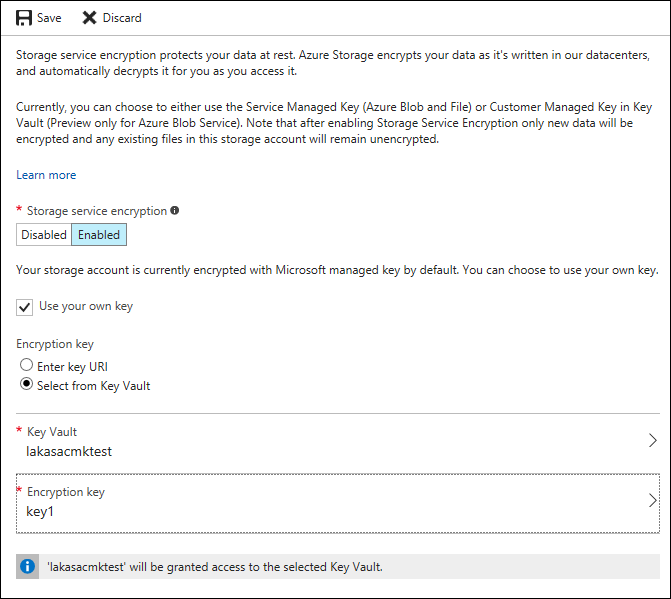 Save Discard
Storage service encryption protects your data at rest. Azure Storage encrypts your data as it's written in our datacenters,
and automatically decrypts it for you as you access it.
Currently, you can choose to either use the Service Managed Key (Azure Blob and File) or Customer Managed Key in Key
Vault (Preview only for Azure Blob Service). Note that after enabling Storage Service Encryption only new data will be
encrypted and any existing files in this storage account will remain unencrypted.
Learn more
* Storage service encryption
Disabled Enabled
Your storage account is currently encrypted with Microsoft managed key by default. You can choose to use your own key.
Use your own key
Encryption key
Enter key URI
Select from Key Vault
* Key Vault
lakasacmktest
* Encryption key
key1
'lakasacmktest' will be granted access to the selected Key Vault.